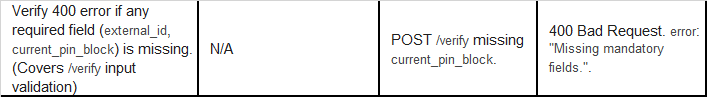 Verify 400 error if any
required field (external_id,
current_pin_block) is missing.
(Covers /verify input
validation)
N/A
POST /verify missing
current_pin_block.
400 Bad Request. error:
"Missing mandatory
fields.".